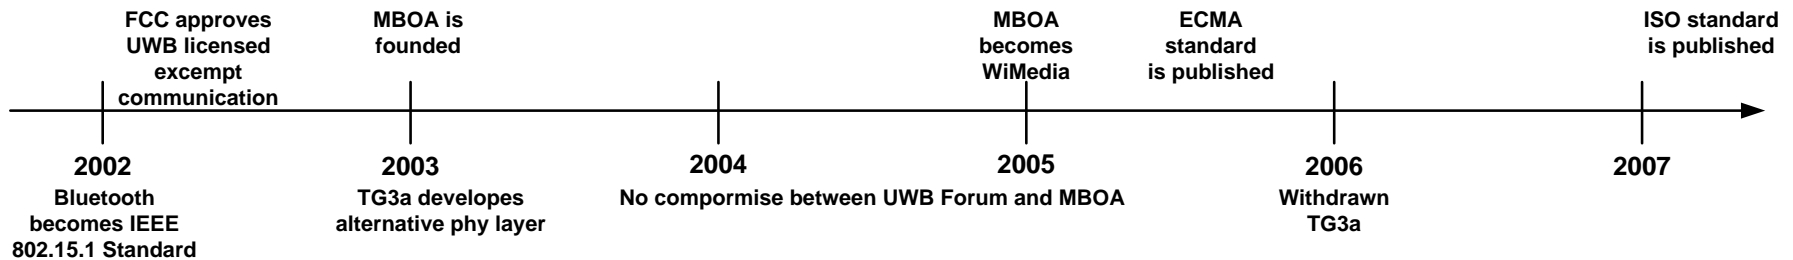 FCC approves
UWB licensed
excempt
communication
MBOA is
founded
MBOA
becomes
WiMedia
ECMA
standard
is published
ISO standard
is published
2002
2003
2004
2005
2006
2007
Bluetooth
becomes IEEE
802.15.1 Standard
TG3a developes
alternative phy layer
No compormise between UWB Forum and MBOA
Withdrawn
TG3a